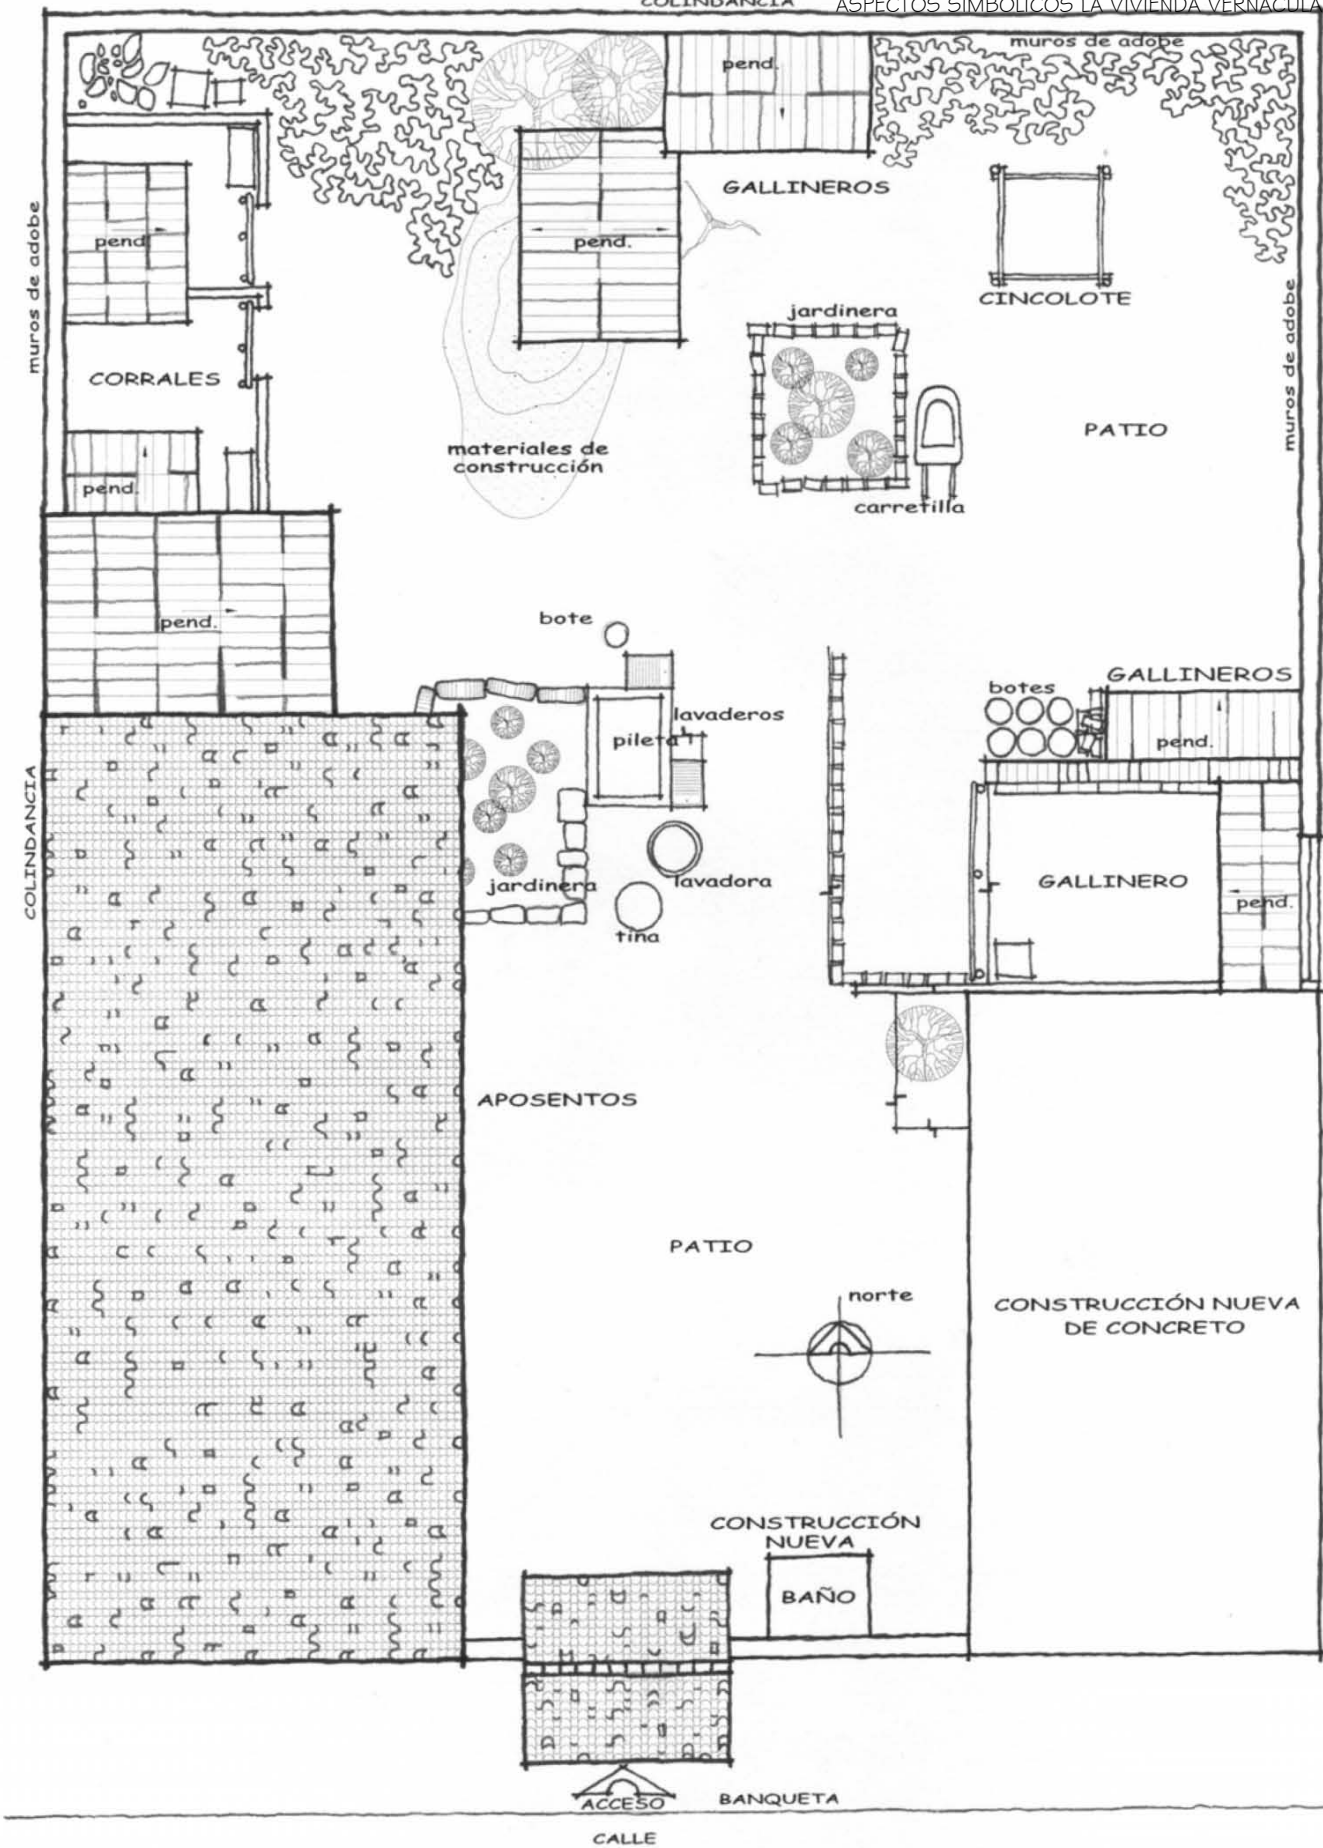 COLINDANCIA
ASPECTOS SIMBÓLICOS LA VIVIENDA VERNÁCULA
muros de adobe
pend.
GALLINEROS
muros de adobe
pend.
pend.
CINCOLOTE
jardinera
muros de adobe
CORRALES
PATIO
materiales de
construcción
pend.
carretilla
pend.
bote
GALLINEROS
botes
lavaderos
pileta
pend.
COLINDANCIA
jardinera
lavadora
GALLINERO
pend.
tina
APOSENTOS
PATIO
norte
CONSTRUCCIÓN NUEVA
DE CONCRETO
CONSTRUCCIÓN
NUEVA
BAÑO
ACCESO
BANQUETA
CALLE